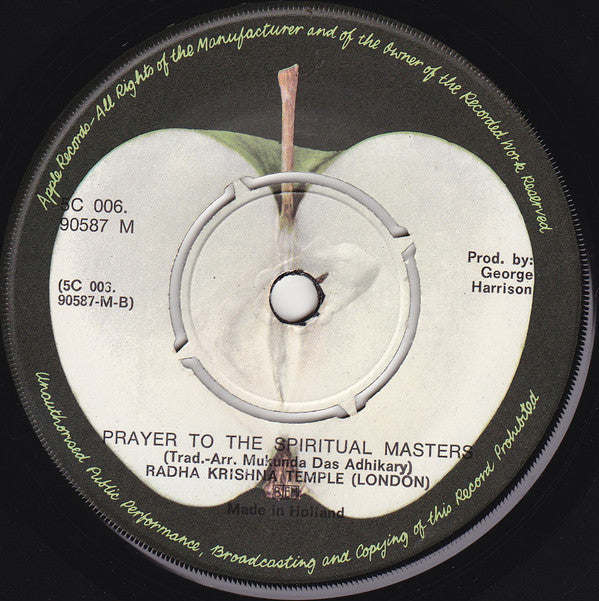 Apple Records-All Rights of the Manufacturer and of the Owner of the Recorded Work Reserved
5C 006.
90587 M
(5C 006.
90587-M-B)
Prod. by:
George
Harrison
PRAYER TO THE SPIRITUAL MASTERS
(Trad.-Arr. Mukunda Das Adhikary)
RADHA KRISHNA TEMPLE (LONDON)
STEMRA
Made in Holland
Unauthorised Public Performance, Broadcasting and Copying of this Record Prohibited